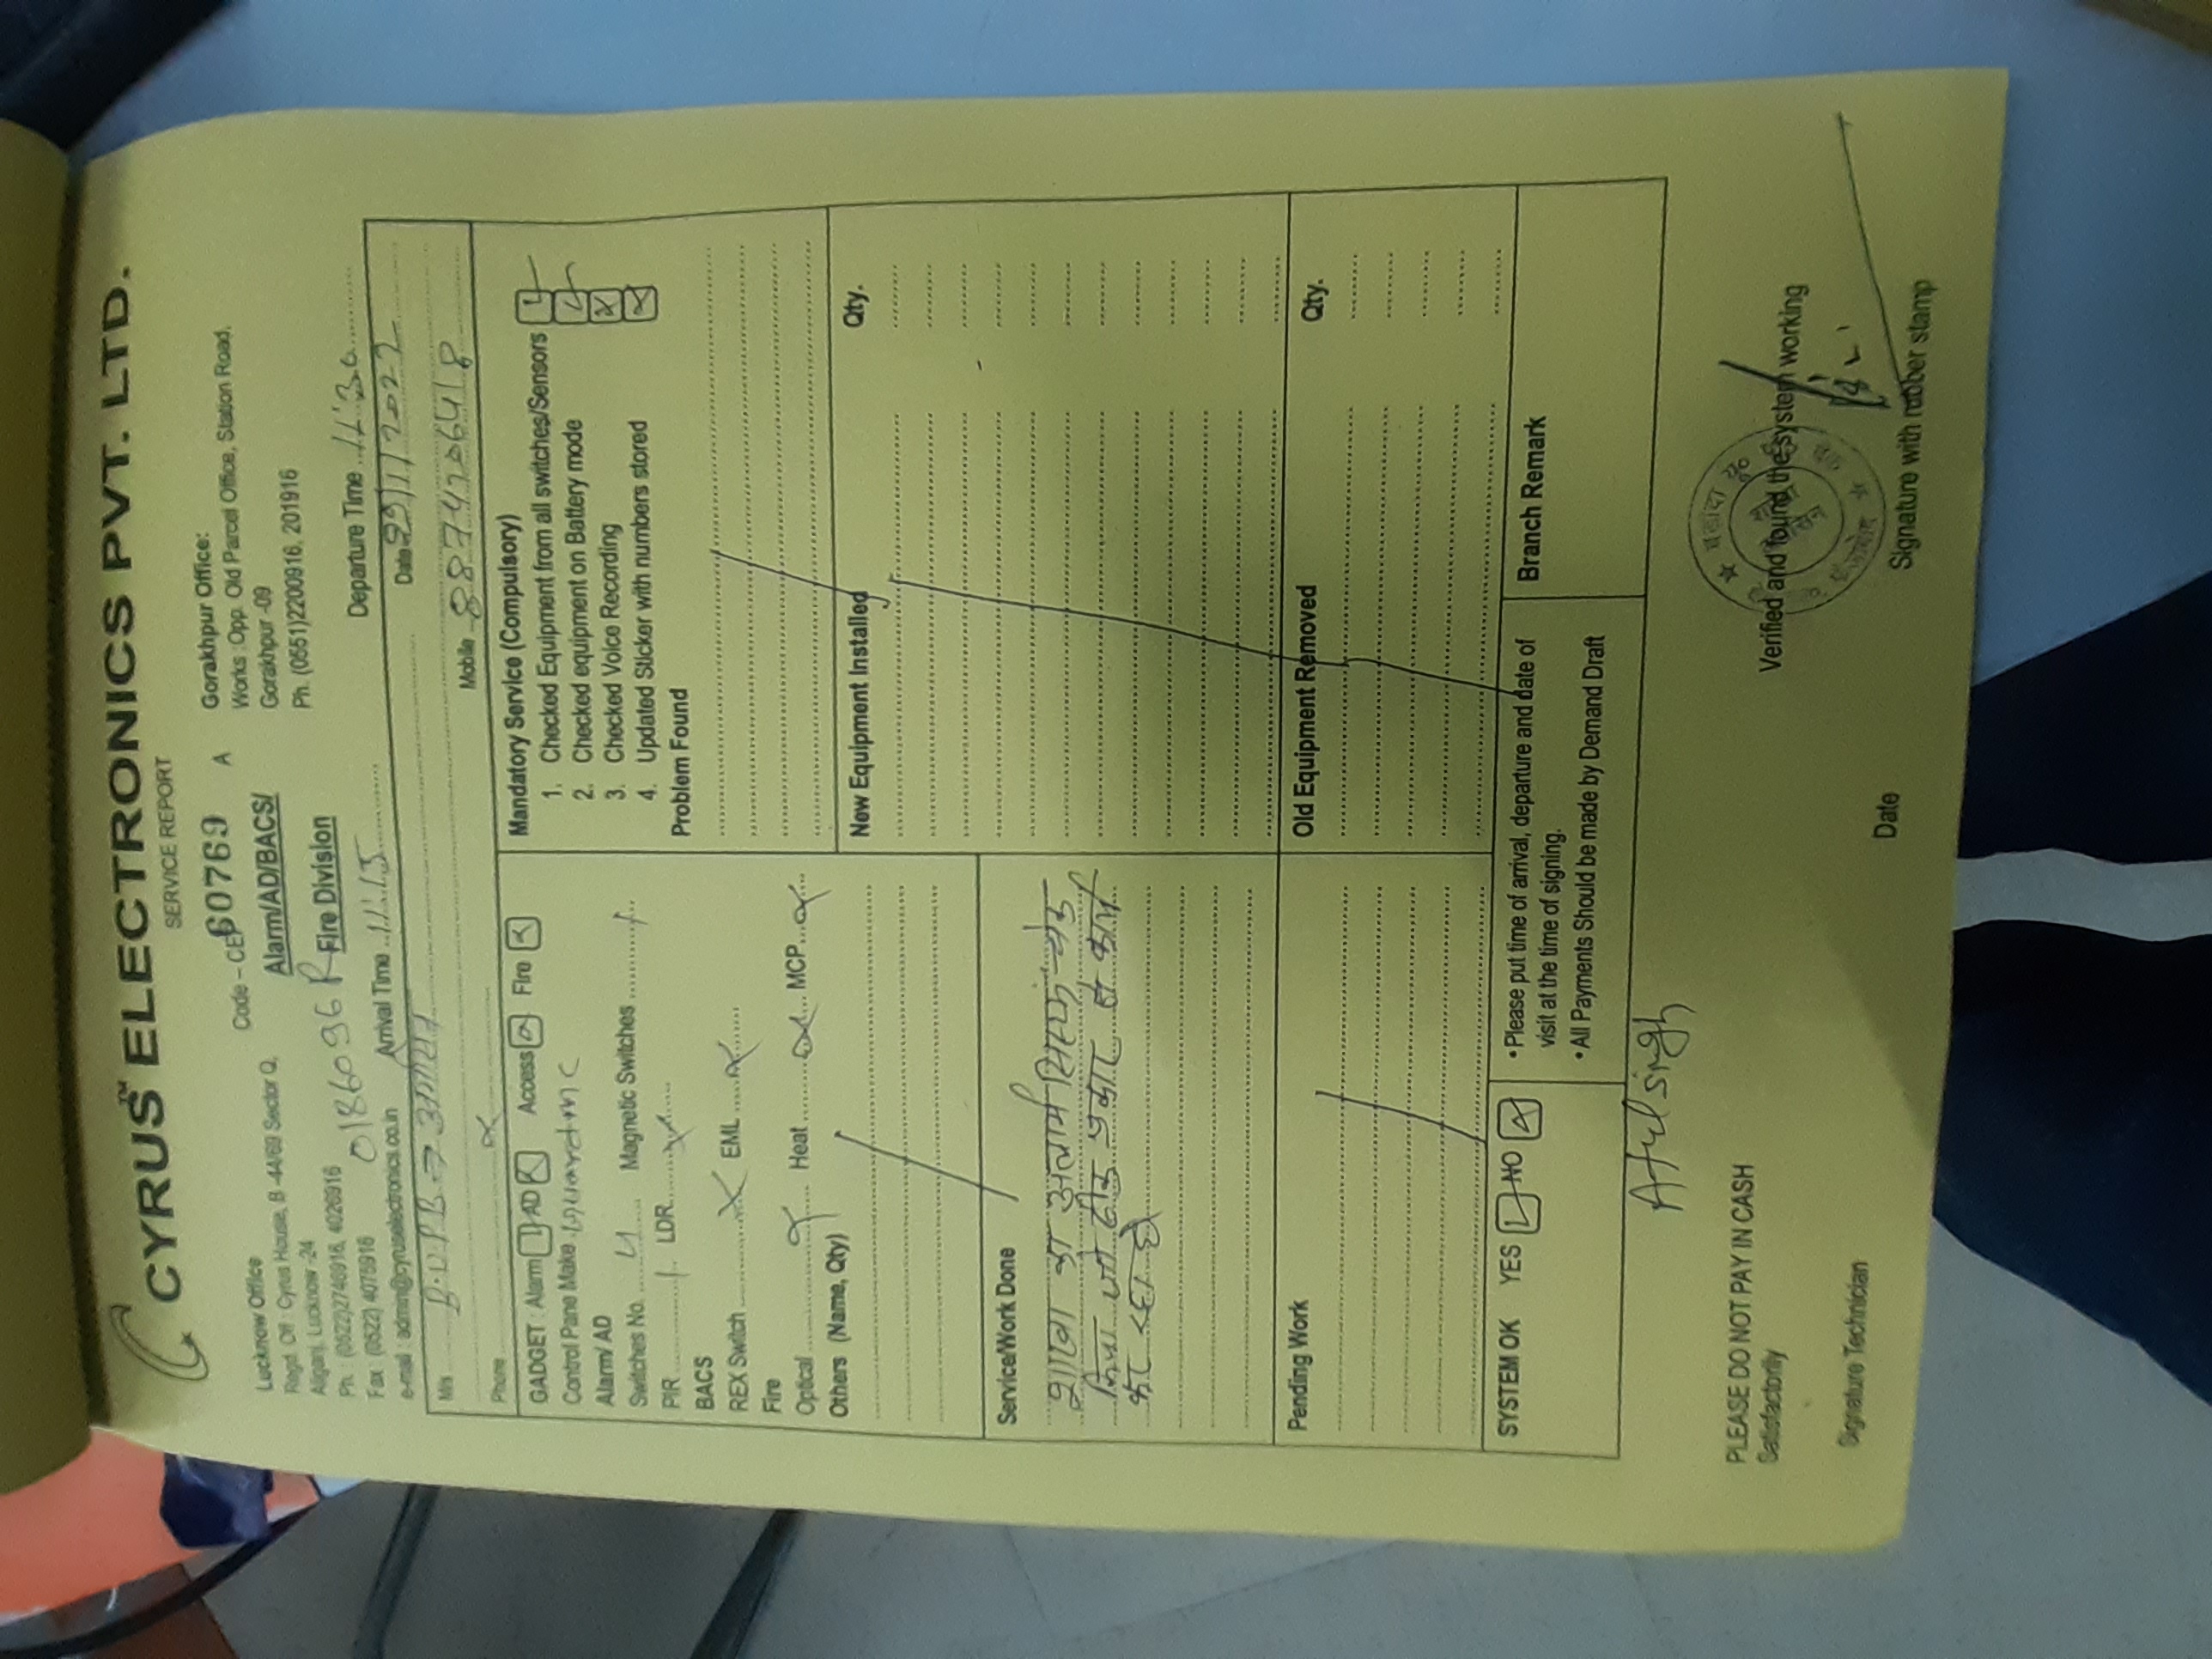 CYRUS™ ELECTRONICS PVT. LTD.
SERVICE REPORT
Code – CEP 60769 A
Alarm/AD/BACS/
Fire Division
Lucknow Office
Regd. Off : Cyrus House, B -44/69 Sector Q,
Aliganj, Lucknow -24
Ph. : (0522)2746916, 4026916
Fax : (0522) 4075916
e-mail : admin@cyruselectronics.co.in
0186096 R
Gorakhpur Office:
Works :Opp. Old Parcel Office, Station Road,
Gorakhpur -09
Ph. (0551)2200916, 201916
Arrival Time 11:15
Departure Time 11:30
M/s B.U.P.B →
Date 29/1/2022
Phone
Mobile 8874206418
GADGET : Alarm AD Access Fire
Control Pane Make
Alarm/ AD
Switches No. 4 Magnetic Switches 1
PIR 1 LDR x
BACS
REX Switch x EML x
Fire
Optical x Heat x MCP x
Others (Name, Qty)
Mandatory Service (Compulsory)
1. Checked Equipment from all switches/Sensors
2. Checked equipment on Battery mode
3. Checked Voice Recording
4. Updated Sticker with numbers stored
Problem Found
New Equipment Installed Qty.
Service/Work Done
शाखा का अलार्म सिस्टम चेक
किया जो ठीक प्रकार से कार्य
कर रहा है
Pending Work
Old Equipment Removed Qty.
SYSTEM OK YES NO
•Please put time of arrival, departure and date of
visit at the time of signing.
•All Payments Should be made by Demand Draft
Branch Remark
Atul singh
PLEASE DO NOT PAY IN CASH
Satisfactorily
Verified and found the system working
बड़ौदा यू०
Signature Technician
Date
Signature with rubber stamp